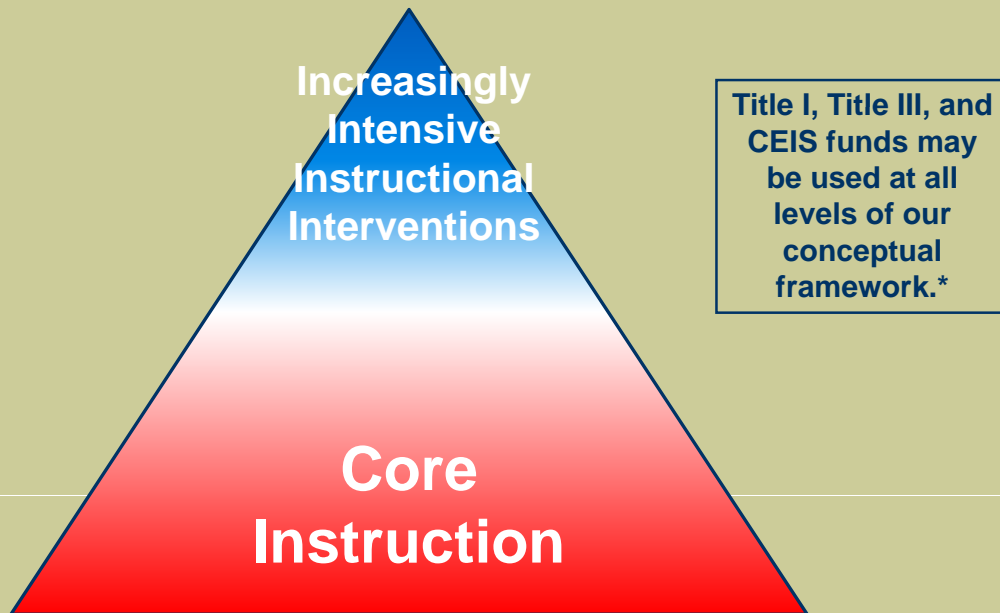 Increasingly
Intensive
Instructional
Interventions
Title I, Title III, and
CEIS funds may
be used at all
levels of our
conceptual
framework.*
Core
Instruction